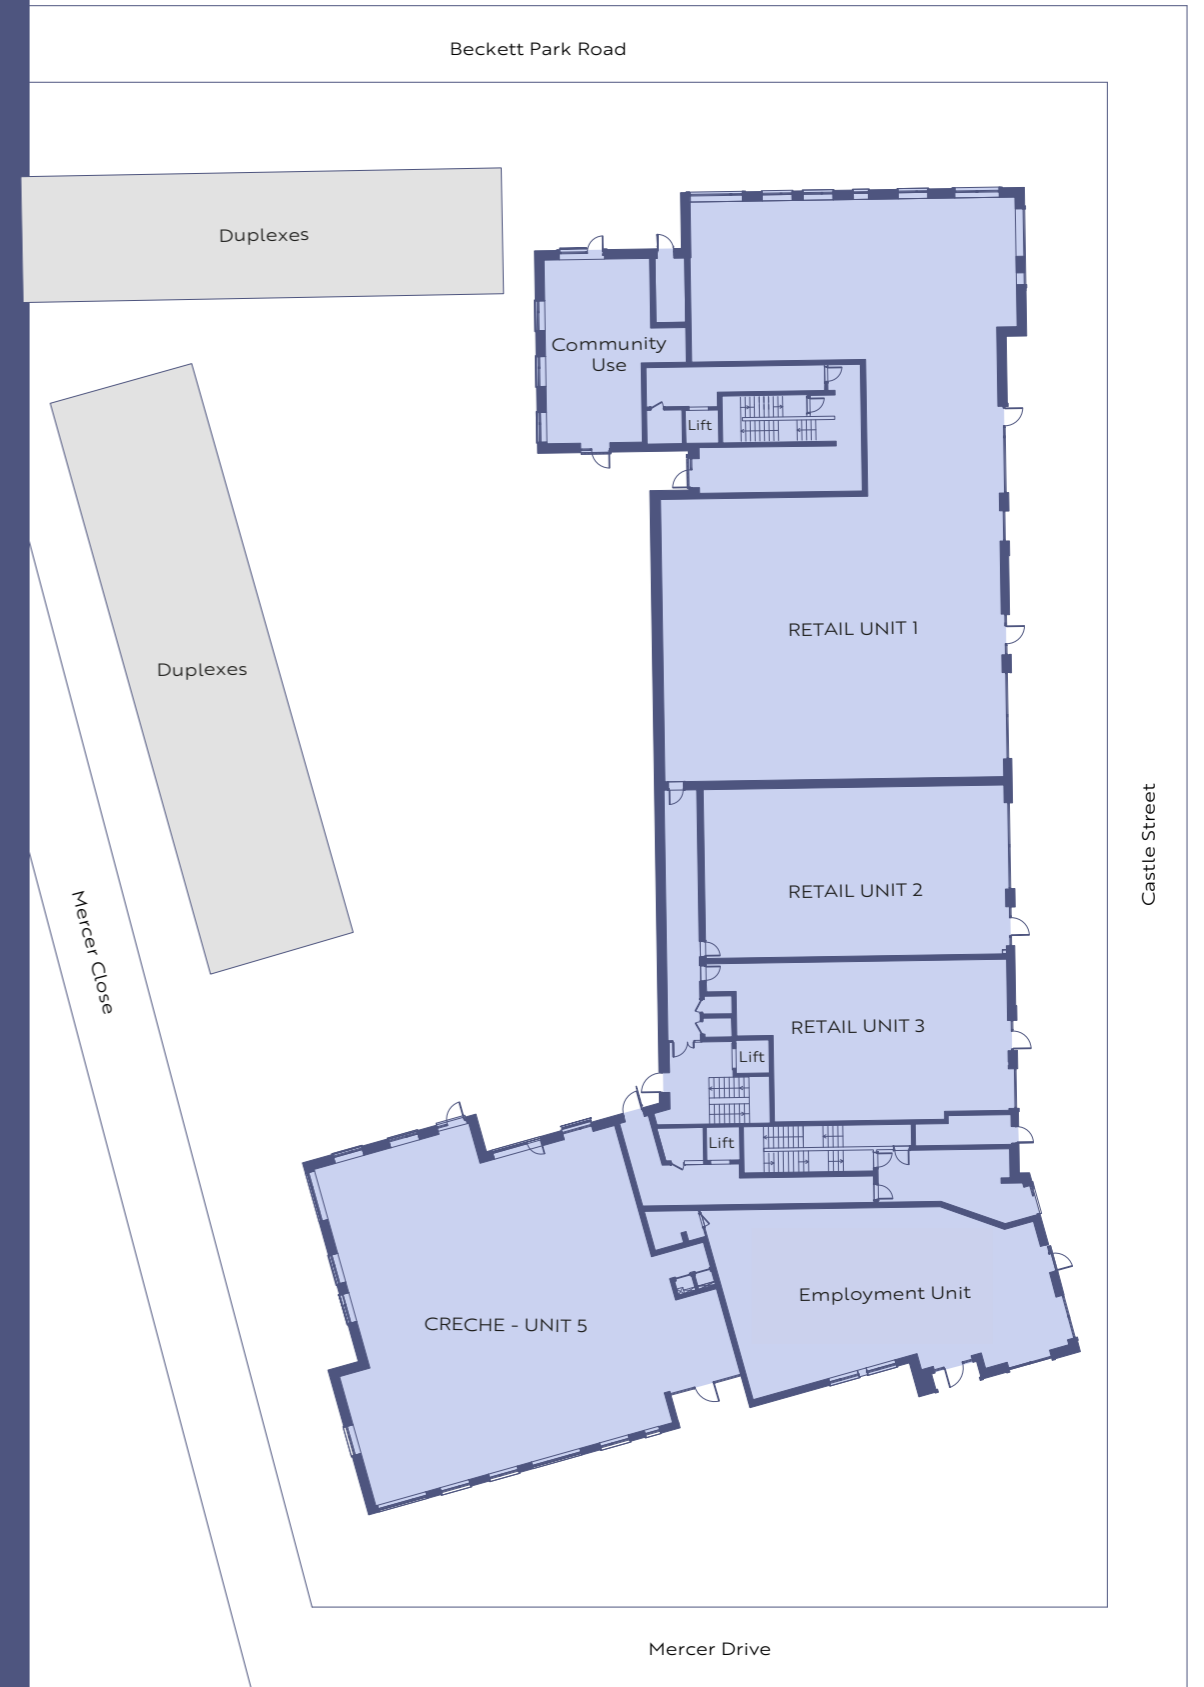 Beckett Park Road
Duplexes
Community
Use
Lift
RETAIL UNIT 1
Duplexes
Castle Street
RETAIL UNIT 2
Mercer Close
RETAIL UNIT 3
Lift
Lift
Employment Unit
CRECHE - UNIT 5
Mercer Drive